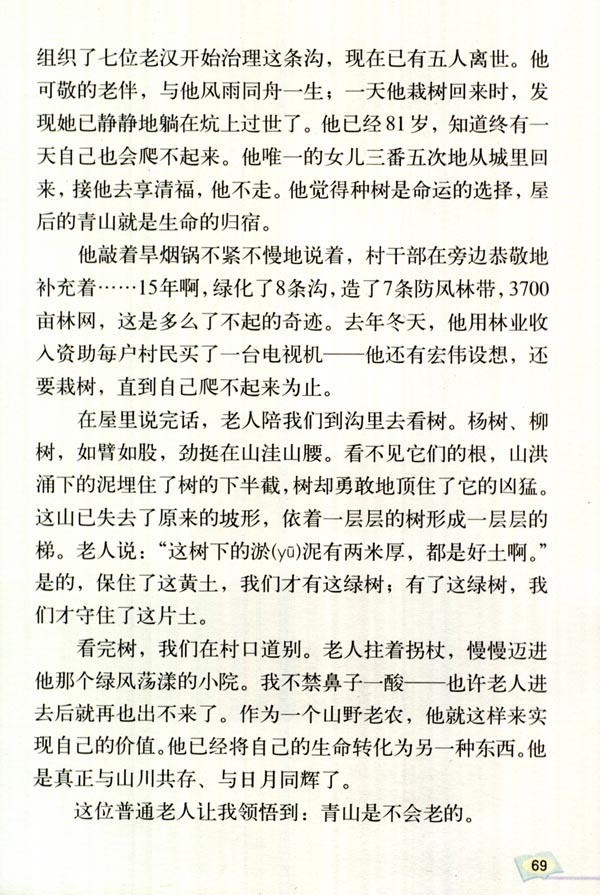 组织了七位老汉开始治理这条沟，现在已有五人离世。他
可敬的老伴，与他风雨同舟一生；一天他栽树回来时，发
现她已静静地躺在炕上过世了。他已经81岁，知道终有一
天自己也会爬不起来。他唯一的女儿三番五次地从城里回
来，接他去享清福，他不走。他觉得种树是命运的选择，屋
后的青山就是生命的归宿。
他敲着旱烟锅不紧不慢地说着，村干部在旁边恭敬地
补充着……15年啊，绿化了8条沟，造了7条防风林带，3700
亩林网，这是多么了不起的奇迹。去年冬天，他用林业收
入资助每户村民买了一台电视机——他还有宏伟设想，还
要栽树，直到自己爬不起来为止。
在屋里说完话，老人陪我们到沟里去看树。杨树、柳
树，如臂如股，劲挺在山洼山腰。看不见它们的根，山洪
涌下的泥埋住了树的下半截，树却勇敢地顶住了它的凶猛。
这山已失去了原来的坡形，依着一层层的树形成一层层的
梯。老人说：“这树下的淤(yū)泥有两米厚，都是好土啊。”
是的，保住了这黄土，我们才有这绿树；有了这绿树，我
们才守住了这片土。
看完树，我们在村口道别。老人拄着拐杖，慢慢迈进
他那个绿风荡漾的小院。我不禁鼻子一酸——也许老人进
去后就再也出不来了。作为一个山野老农，他就这样来实
现自己的价值。他已经将自己的生命转化为另一种东西。他
是真正与山川共存、与日月同辉了。
这位普通老人让我领悟到：青山是不会老的。
69